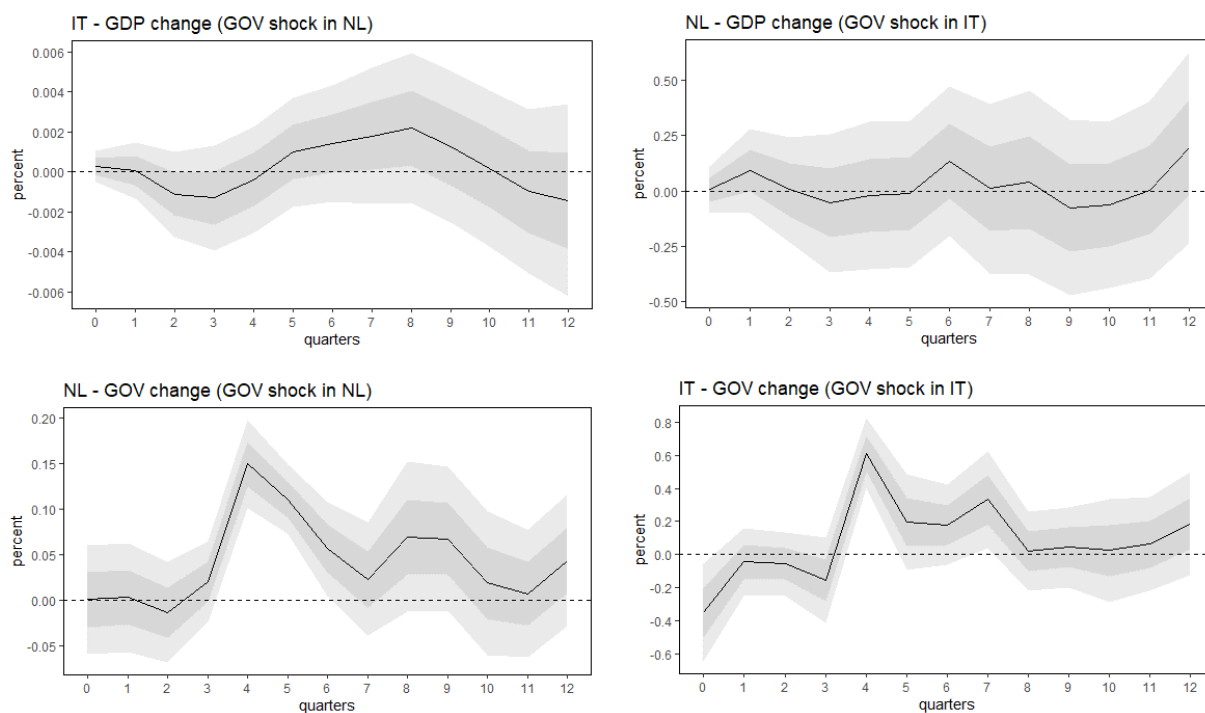 IT - GDP change (GOV shock in NL)
0.006
0.004
0.002
0.000
-0.002
-0.004
-0.006
percent
0 1 2 3 4 5 6 7 8 9 10 11 12
quarters
NL - GDP change (GOV shock in IT)
0.50
0.25
0.00
-0.25
-0.50
percent
0 1 2 3 4 5 6 7 8 9 10 11 12
quarters
NL - GOV change (GOV shock in NL)
0.20
0.15
0.10
0.05
0.00
-0.05
percent
0 1 2 3 4 5 6 7 8 9 10 11 12
quarters
IT - GOV change (GOV shock in IT)
0.8
0.6
0.4
0.2
0.0
-0.2
-0.4
-0.6
percent
0 1 2 3 4 5 6 7 8 9 10 11 12
quarters